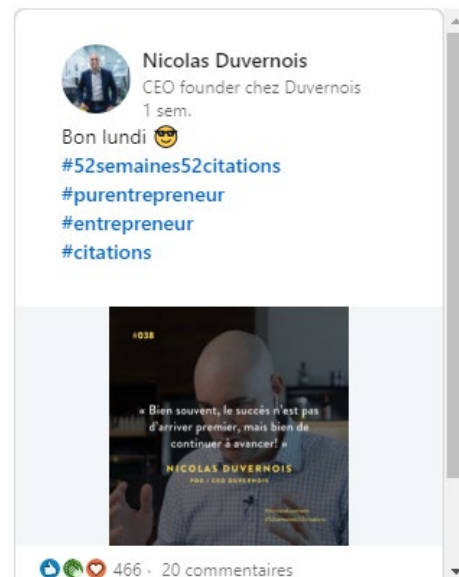 Nicolas Duvernois
CEO founder chez Duvernois
1 sem.
Bon lundi
#52semaines52citations
#purentrepreneur
#entrepreneur
#citations
#038
« Bien souvent, le succès n'est pas
d'arriver premier, mais bien de
continuer à avancer! »
NICOLAS DUVERNOIS
PDG / CEO DUVERNOIS
#52semaines52citations
466 · 20 commentaires